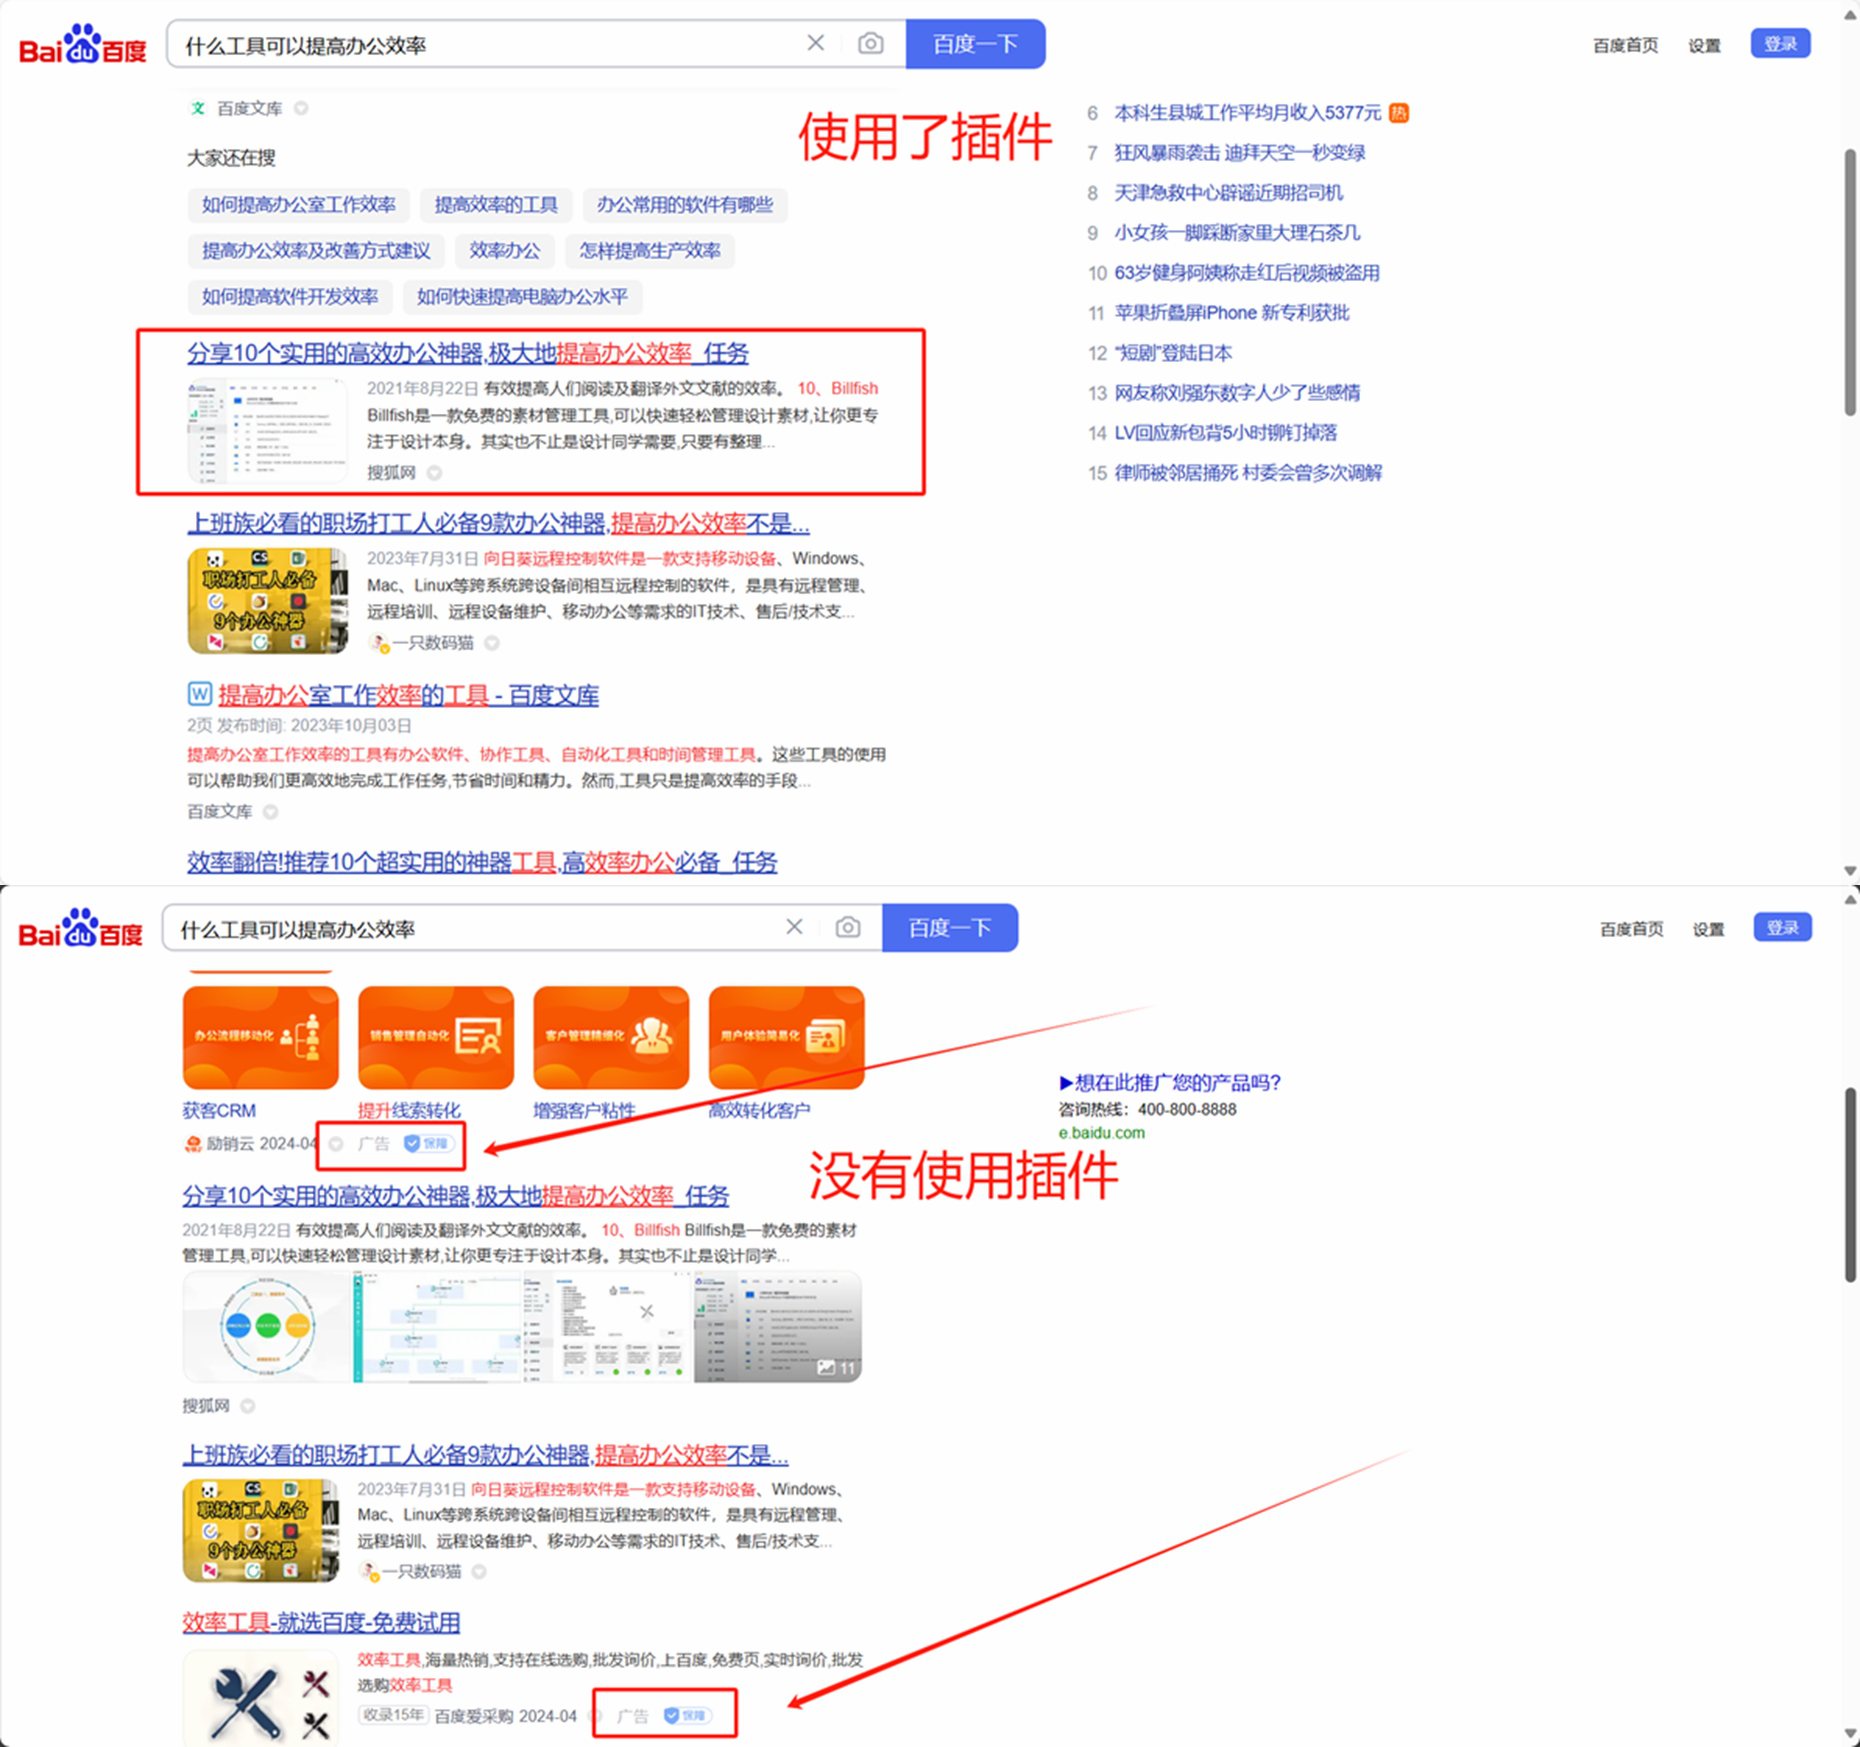 Bai du 百度
什么工具可以提高办公效率
百度一下
百度首页 设置 登录
百度文库
使用了插件
大家还在搜
如何提高办公室工作效率 提高效率的工具 办公常用的软件有哪些
提高办公效率及改善方式建议 效率办公 怎样提高生产效率
如何提高软件开发效率 如何快速提高电脑办公水平
分享10个实用的高效办公神器,极大地提高办公效率_任务
2021年8月22日 有效提高人们阅读及翻译外文文献的效率。 10、Billfish
Billfish是一款免费的素材管理工具,可以快速轻松管理设计素材,让你更专
注于设计本身。其实也不止是设计同学需要,只要有整理...
搜狐网
上班族必看的职场打工人必备9款办公神器,提高办公效率不是...
职场打工人必备
CS
9个办公神器
2023年7月31日 向日葵远程控制软件是一款支持移动设备、Windows、
Mac、Linux等跨系统跨设备间相互远程控制的软件，是具有远程管理、
远程培训、远程设备维护、移动办公等需求的IT技术、售后/技术支...
一只数码猫
W 提高办公室工作效率的工具 - 百度文库
2页 发布时间: 2023年10月03日
提高办公室工作效率的工具有办公软件、协作工具、自动化工具和时间管理工具。这些工具的使用
可以帮助我们更高效地完成工作任务,节省时间和精力。然而,工具只是提高效率的手段...
百度文库
效率翻倍!推荐10个超实用的神器工具,高效率办公必备_任务
6 本科生县城工作平均月收入5377元 热
7 狂风暴雨袭击 迪拜天空一秒变绿
8 天津急救中心辟谣近期招司机
9 小女孩一脚踩断家里大理石茶几
10 63岁健身阿姨称走红后视频被盗用
11 苹果折叠屏iPhone 新专利获批
12 “短剧”登陆日本
13 网友称刘强东数字人少了些感情
14 LV回应新包背5小时铆钉掉落
15 律师被邻居捅死 村委会曾多次调解
Bai du 百度
什么工具可以提高办公效率
百度一下
百度首页 设置 登录
办公流程移动化 销售管理自动化 客户管理精细化 用户体验简易化
获客CRM 提升线索转化 增强客户粘性 高效转化客户
励销云 2024-04 广告 保障
▶想在此推广您的产品吗?
咨询热线：400-800-8888
e.baidu.com
没有使用插件
分享10个实用的高效办公神器,极大地提高办公效率_任务
2021年8月22日 有效提高人们阅读及翻译外文文献的效率。 10、Billfish Billfish是一款免费的素材
管理工具,可以快速轻松管理设计素材,让你更专注于设计本身。其实也不止是设计同学...
11
搜狐网
上班族必看的职场打工人必备9款办公神器,提高办公效率不是...
职场打工人必备
CS
9个办公神器
2023年7月31日 向日葵远程控制软件是一款支持移动设备、Windows、
Mac、Linux等跨系统跨设备间相互远程控制的软件，是具有远程管理、
远程培训、远程设备维护、移动办公等需求的IT技术、售后/技术支...
一只数码猫
效率工具-就选百度-免费试用
效率工具,海量热销,支持在线选购,批发询价,上百度,免费页,实时询价,批发
选购效率工具
收录15年 百度爱采购 2024-04 广告 保障